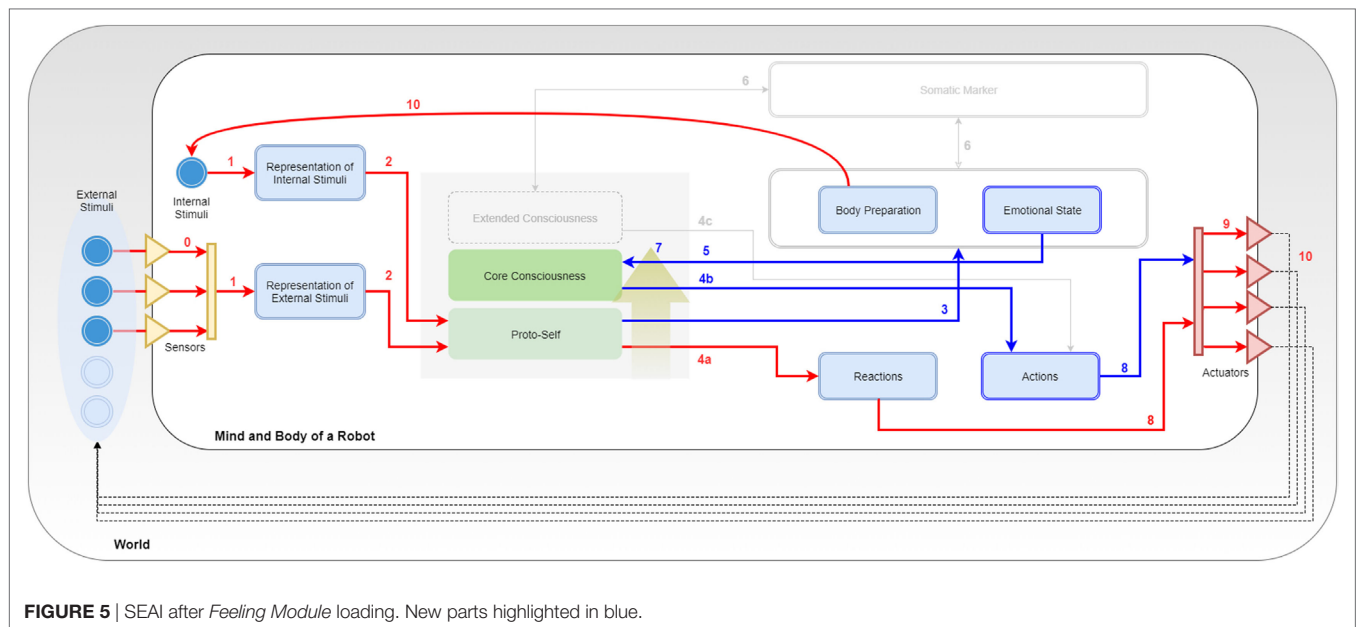 6
Somatic Marker
10
6
1
Representation of
Internal Stimuli
2
Internal
Stimuli
External
Stimuli
Extended Consciousness
4c
Body Preparation
Emotional State
0
1
Representation of
External Stimuli
2
Sensors
Core Consciousness
7
5
4b
Proto-Self
3
4a
Reactions
Actions
8
8
9
10
Actuators
Mind and Body of a Robot
World
FIGURE 5 | SEAI after Feeling Module loading. New parts highlighted in blue.